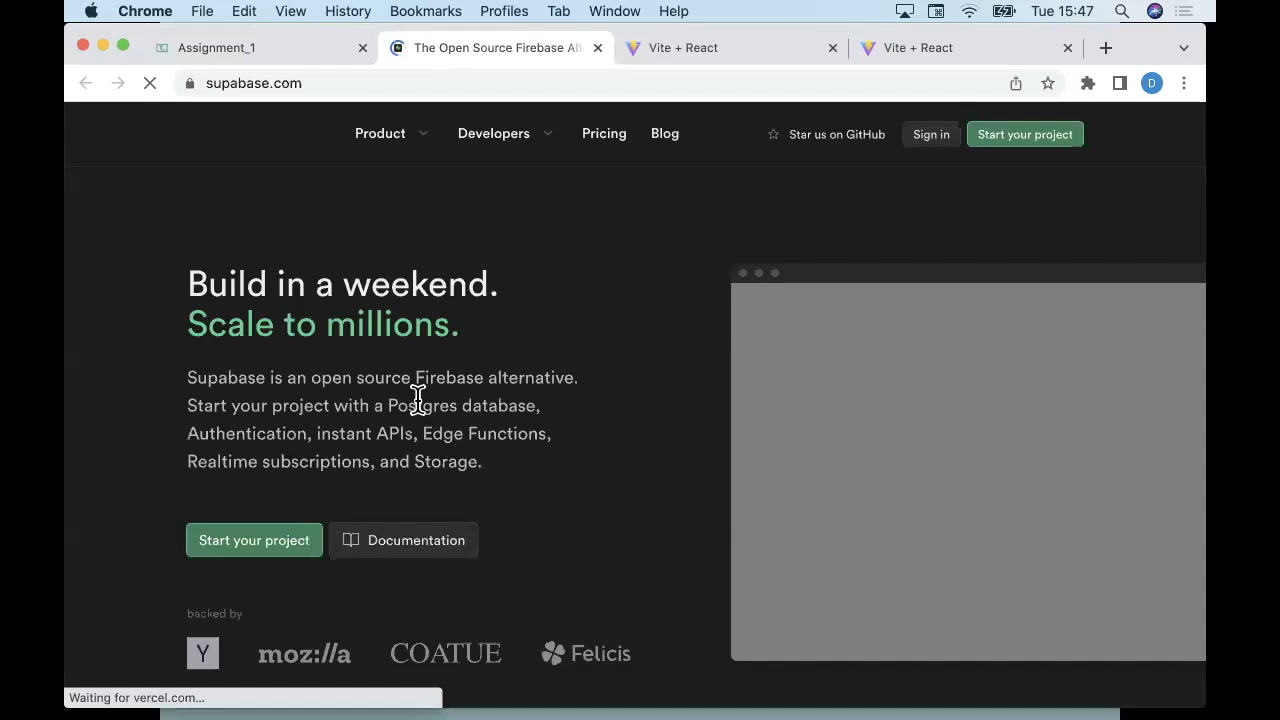 Chrome File Edit View History Bookmarks Profiles Tab Window Help Tue 15:47
Assignment_1 The Open Source Firebase Alt Vite + React Vite + React
supabase.com D
Product Developers Pricing Blog Star us on GitHub Sign in Start your project
Build in a weekend.
Scale to millions.
Supabase is an open source Firebase alternative.
Start your project with a Postgres database,
Authentication, instant APIs, Edge Functions,
Realtime subscriptions, and Storage.
Start your project Documentation
backed by
Y moz://a COATUE Felicis
Waiting for vercel.com...